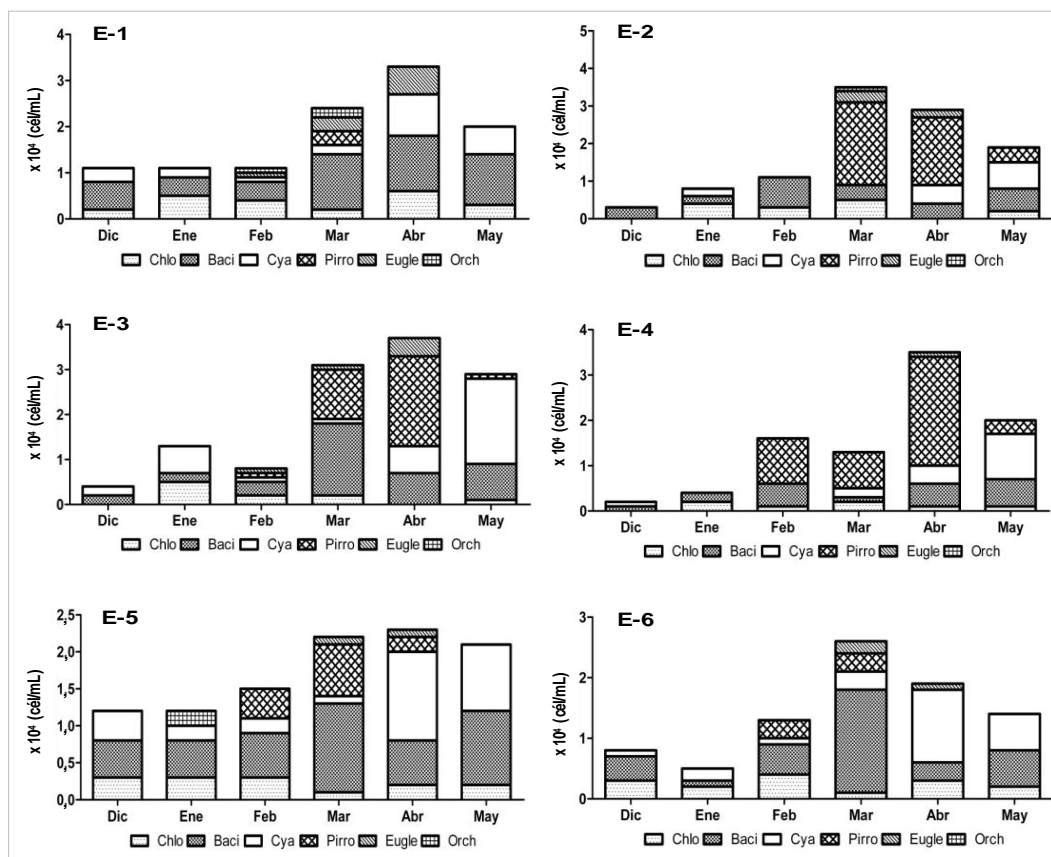 E-1
4
3
2
1
0
x 10⁴ (cél/mL)
Dic Ene Feb Mar Abr May
Chlo Baci Cya Pirro Eugle Orch
E-2
5
4
3
2
1
0
x 10⁴ (cél/mL)
Dic Ene Feb Mar Abr May
Chlo Baci Cya Pirro Eugle Orch
E-3
4
3
2
1
0
x 10⁴ (cél/mL)
Dic Ene Feb Mar Abr May
Chlo Baci Cya Pirro Eugle Orch
E-4
4
3
2
1
0
x 10⁴ (cél/mL)
Dic Ene Feb Mar Abr May
Chlo Baci Cya Pirro Eugle Orch
E-5
2,5
2,0
1,5
1,0
0,5
0,0
x 10⁴ (cél/mL)
Dic Ene Feb Mar Abr May
Chlo Baci Cya Pirro Eugle Orch
E-6
3
2
1
0
x 10⁴ (cél/mL)
Dic Ene Feb Mar Abr May
Chlo Baci Cya Pirro Eugle Orch